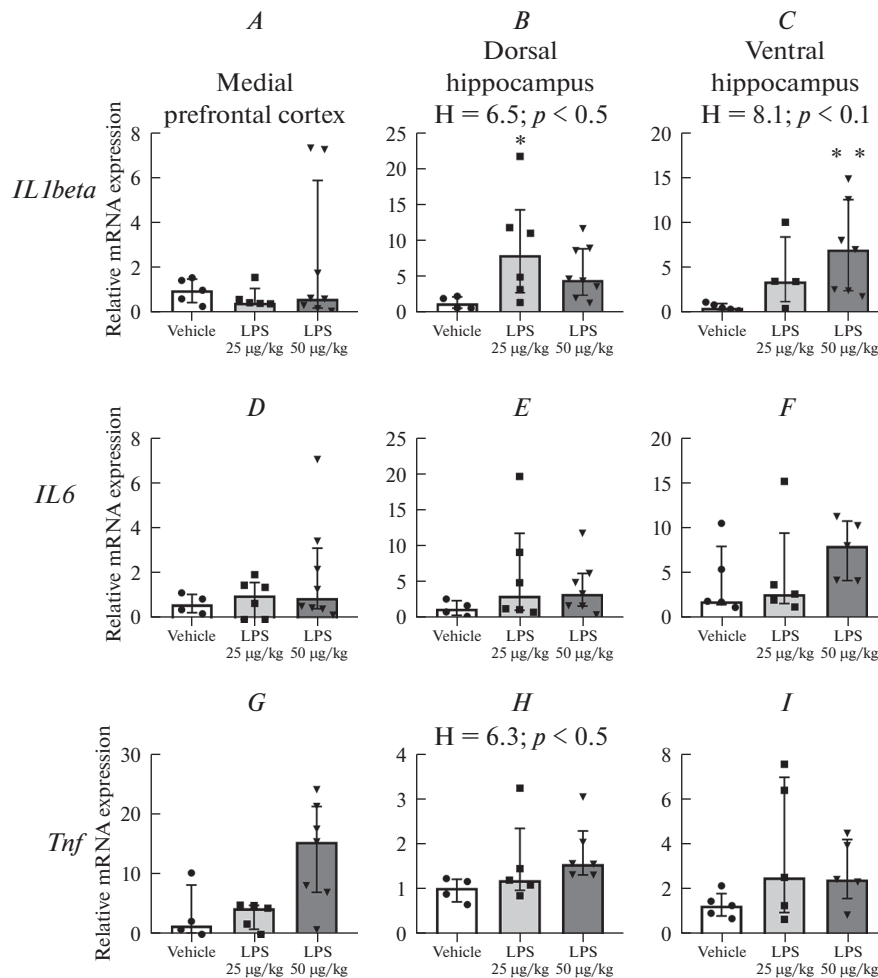 A
B
C
Medial
prefrontal cortex
Dorsal
hippocampus
H = 6.5; p < 0.5
Ventral
hippocampus
H = 8.1; p < 0.1
IL1beta
Relative mRNA expression
8
6
4
2
0
Vehicle
LPS
25 µg/kg
LPS
50 µg/kg
25
20
15
10
5
0
*
Vehicle
LPS
25 µg/kg
LPS
50 µg/kg
20
15
10
5
0
* *
Vehicle
LPS
25 µg/kg
LPS
50 µg/kg
D
E
F
IL6
Relative mRNA expression
8
6
4
2
0
Vehicle
LPS
25 µg/kg
LPS
50 µg/kg
25
20
15
10
5
0
Vehicle
LPS
25 µg/kg
LPS
50 µg/kg
20
15
10
5
0
Vehicle
LPS
25 µg/kg
LPS
50 µg/kg
G
H
H = 6.3; p < 0.5
I
Tnf
Relative mRNA expression
30
20
10
0
Vehicle
LPS
25 µg/kg
LPS
50 µg/kg
4
3
2
1
0
Vehicle
LPS
25 µg/kg
LPS
50 µg/kg
8
6
4
2
0
Vehicle
LPS
25 µg/kg
LPS
50 µg/kg